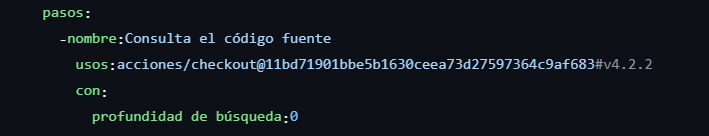 pasos:
-nombre:Consulta el código fuente
usos:acciones/checkout@11bd71901bbe5b1630ceea73d27597364c9af683#v4.2.2
con:
profundidad de búsqueda:0